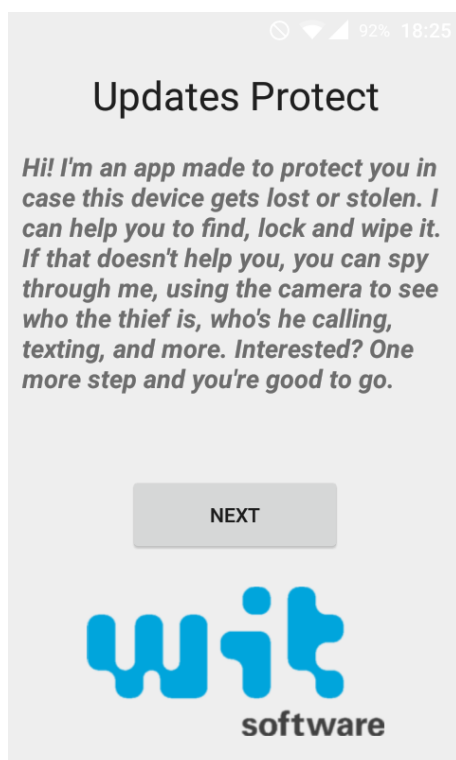 92% 18:25
Updates Protect
Hi! I'm an app made to protect you in
case this device gets lost or stolen. I
can help you to find, lock and wipe it.
If that doesn't help you, you can spy
through me, using the camera to see
who the thief is, who's he calling,
texting, and more. Interested? One
more step and you're good to go.
NEXT
wit
software